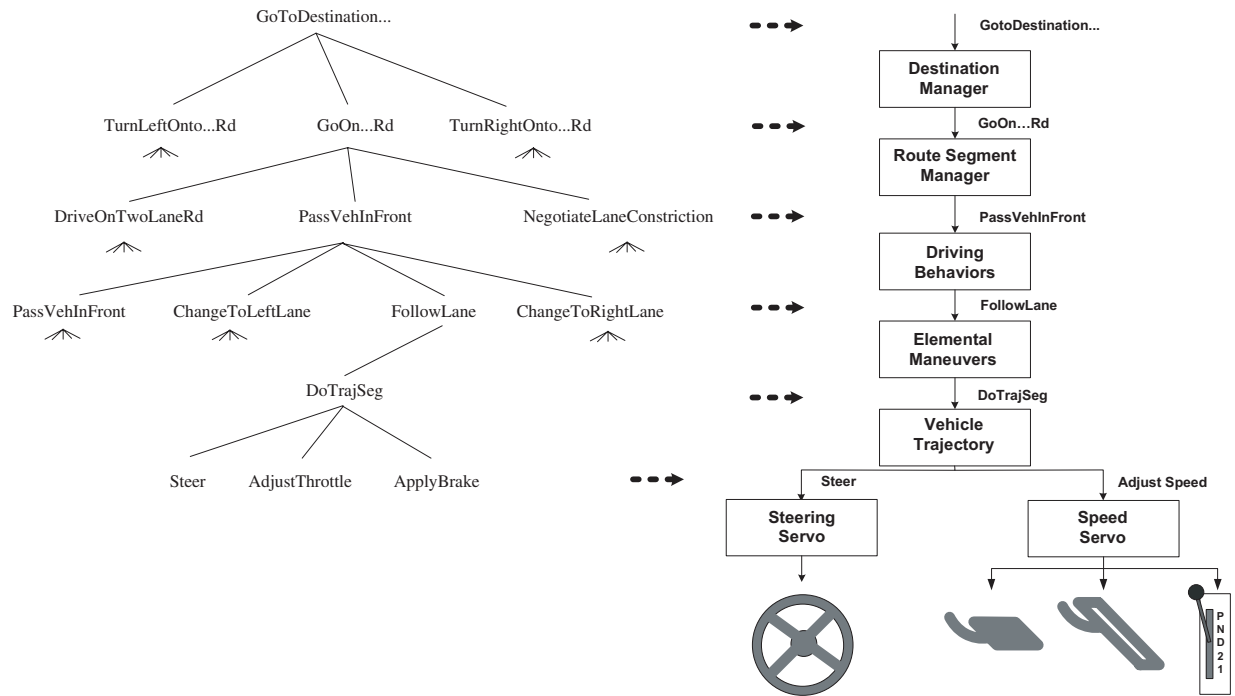 GoToDestination...
GotoDestination...
Destination
Manager
TurnLeftOnto...Rd
GoOn...Rd
TurnRightOnto...Rd
GoOn...Rd
Route Segment
Manager
DriveOnTwoLaneRd
PassVehInFront
NegotiateLaneConstriction
PassVehInFront
Driving
Behaviors
PassVehInFront
ChangeToLeftLane
FollowLane
ChangeToRightLane
FollowLane
Elemental
Maneuvers
DoTrajSeg
DoTrajSeg
Vehicle
Trajectory
Steer
AdjustThrottle
ApplyBrake
Steer
Adjust Speed
Steering
Servo
Speed
Servo
P
N
D
2
1